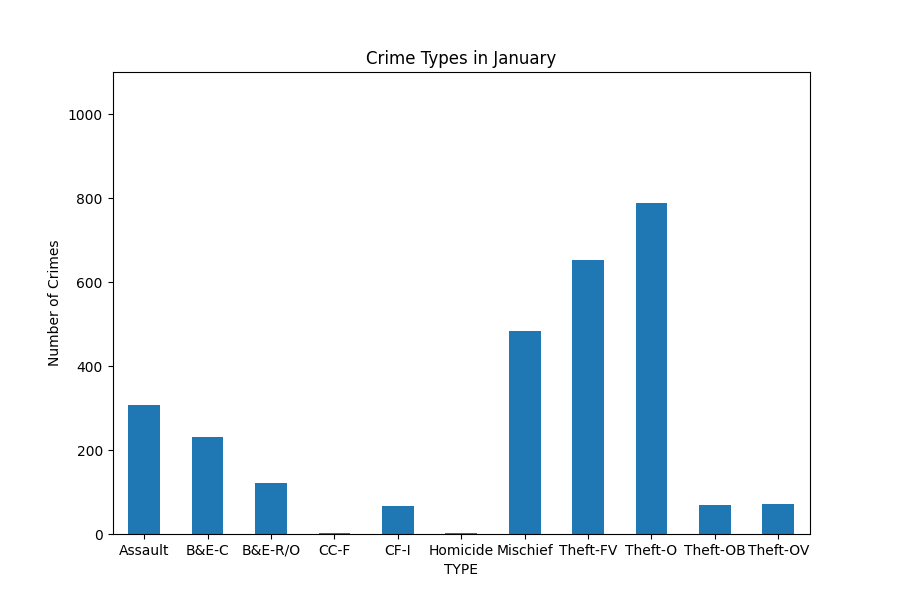 Crime Types in January
Number of Crimes
1000
800
600
400
200
0
Assault B&E-C B&E-R/O CC-F CF-I Homicide Mischief Theft-FV Theft-O Theft-OB Theft-OV
TYPE